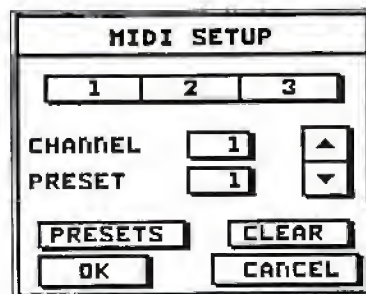 MIDI SETUP
1 2 3
CHANNEL 1
PRESET 1
PRESETS CLEAR
OK CANCEL